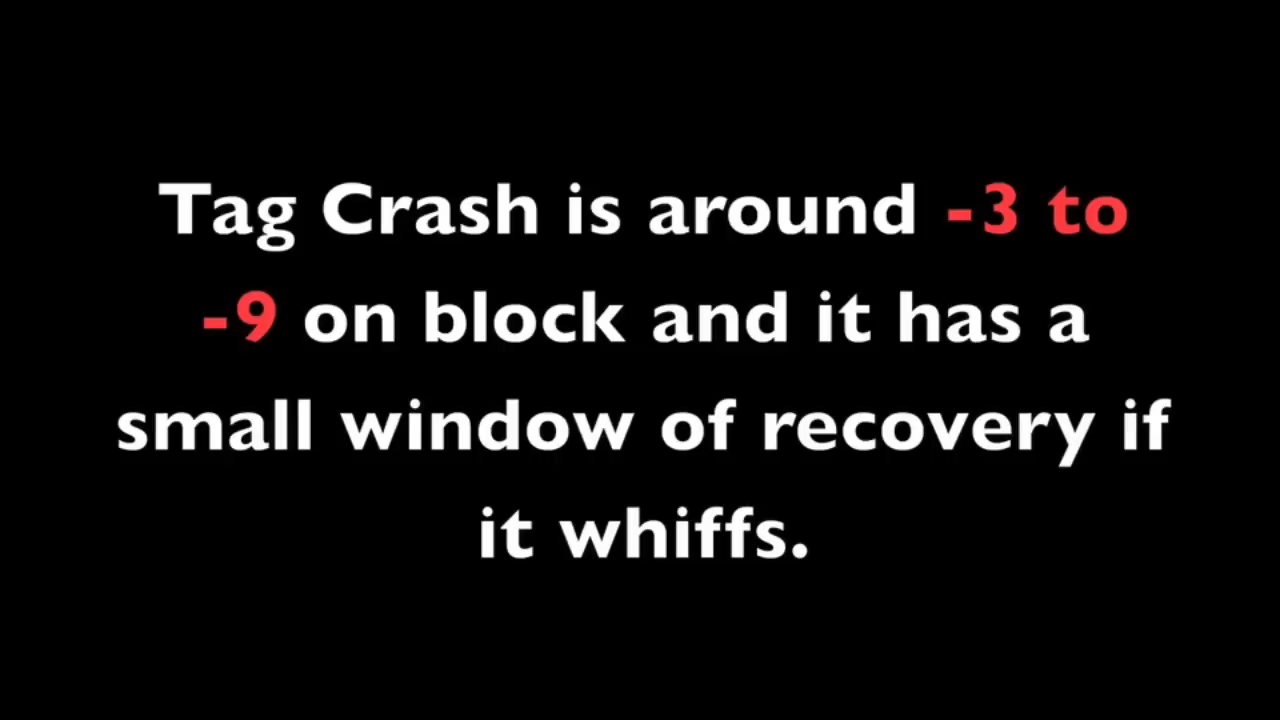 Tag Crash is around -3 to
-9 on block and it has a
small window of recovery if
it whiffs.